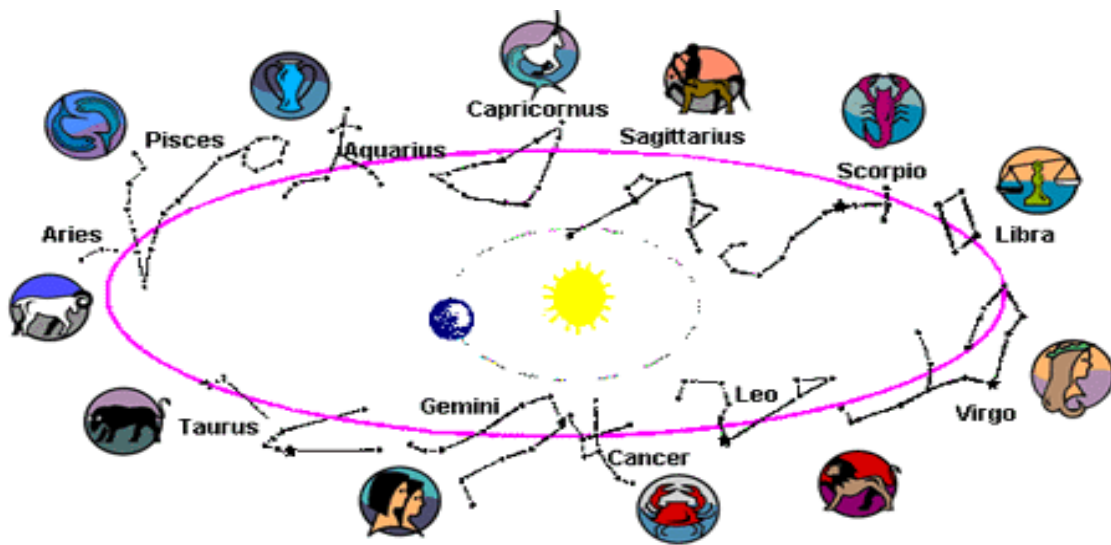 Capricornus
Pisces
Aquarius
Sagittarius
Scorpio
Aries
Libra
Taurus
Gemini
Leo
Virgo
Cancer